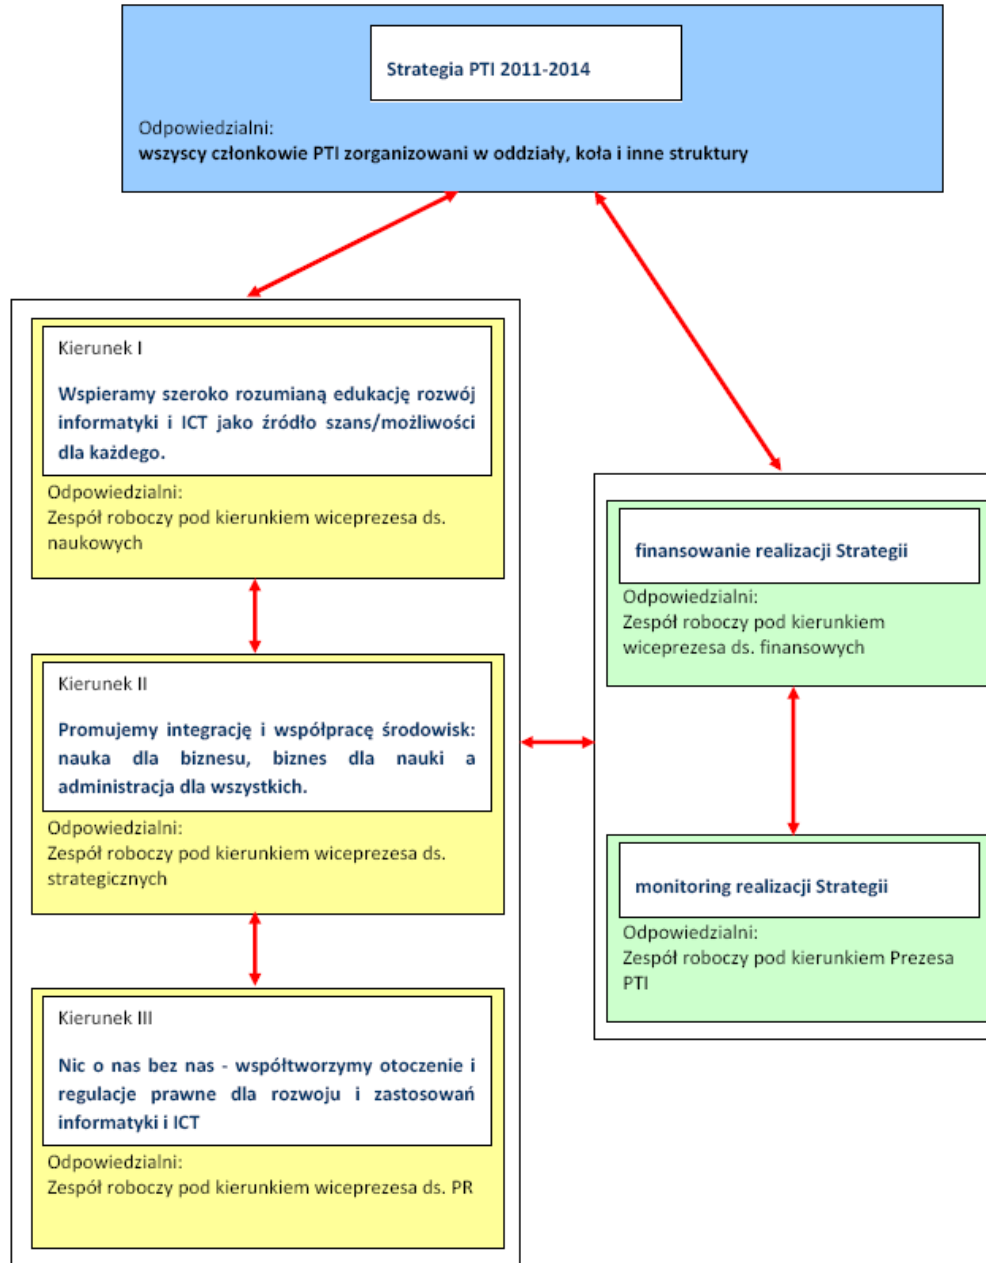 Strategia PTI 2011-2014
Odpowiedzialni:
wszyscy członkowie PTI zorganizowani w oddziały, koła i inne struktury
Kierunek I
Wspieramy szeroko rozumianą edukację rozwój
informatyki i ICT jako źródło szans/możliwości
dla każdego.
Odpowiedzialni:
Zespół roboczy pod kierunkiem wiceprezesa ds.
naukowych
Kierunek II
Promujemy integrację i współpracę środowisk:
nauka dla biznesu, biznes dla nauki a
administracja dla wszystkich.
Odpowiedzialni:
Zespół roboczy pod kierunkiem wiceprezesa ds.
strategicznych
Kierunek III
Nic o nas bez nas - współtworzymy otoczenie i
regulacje prawne dla rozwoju i zastosowań
informatyki i ICT
Odpowiedzialni:
Zespół roboczy pod kierunkiem wiceprezesa ds. PR
finansowanie realizacji Strategii
Odpowiedzialni:
Zespół roboczy pod kierunkiem
wiceprezesa ds. finansowych
monitoring realizacji Strategii
Odpowiedzialni:
Zespół roboczy pod kierunkiem Prezesa
PTI